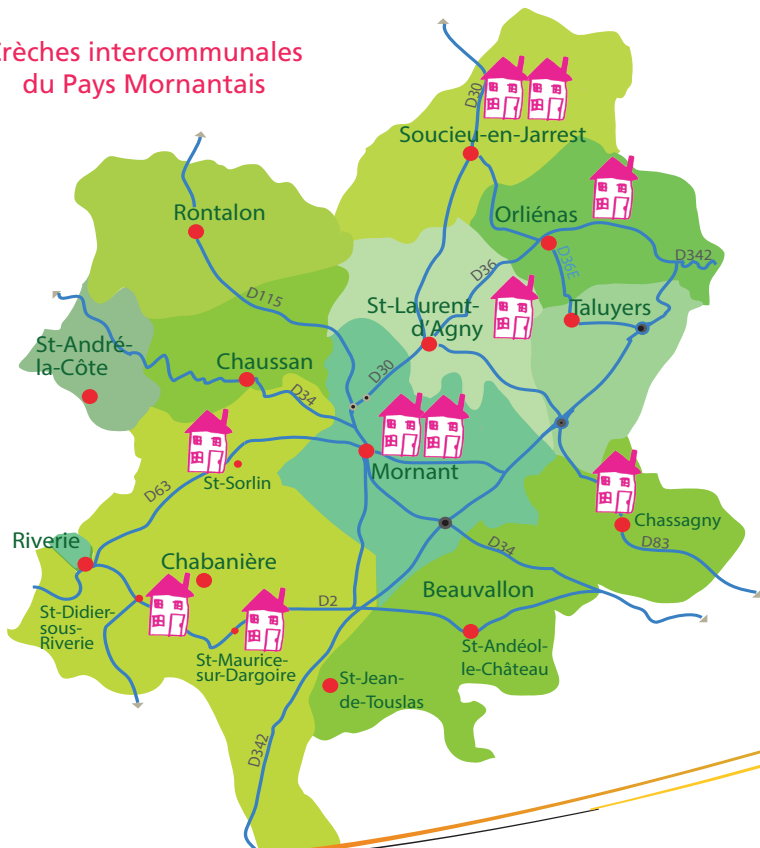 rèches intercommunales
du Pays Mornantais
D30
Soucieu-en-Jarrest
Rontalon
Orliénas
D342
D36E
D36
D115
St-Laurent-
d'Agny
Taluyers
St-André-
la-Côte
Chaussan
D30
D34
Mornant
St-Sorlin
D63
Chassagny
D83
D34
Riverie
Chabanière
Beauvallon
D2
St-Didier-
sous-
Riverie
St-Maurice-
sur-Dargoire
St-Andéol-
le-Château
St-Jean-
de-Touslas
D342